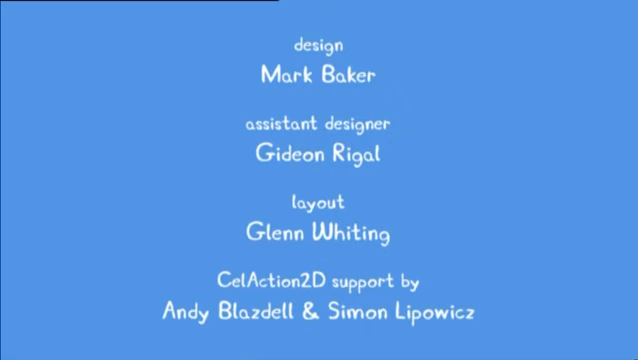 design
Mark Baker
assistant designer
Gideon Rigal
layout
Glenn Whiting
CelAction2D support by
Andy Blazdell & Simon Lipowicz